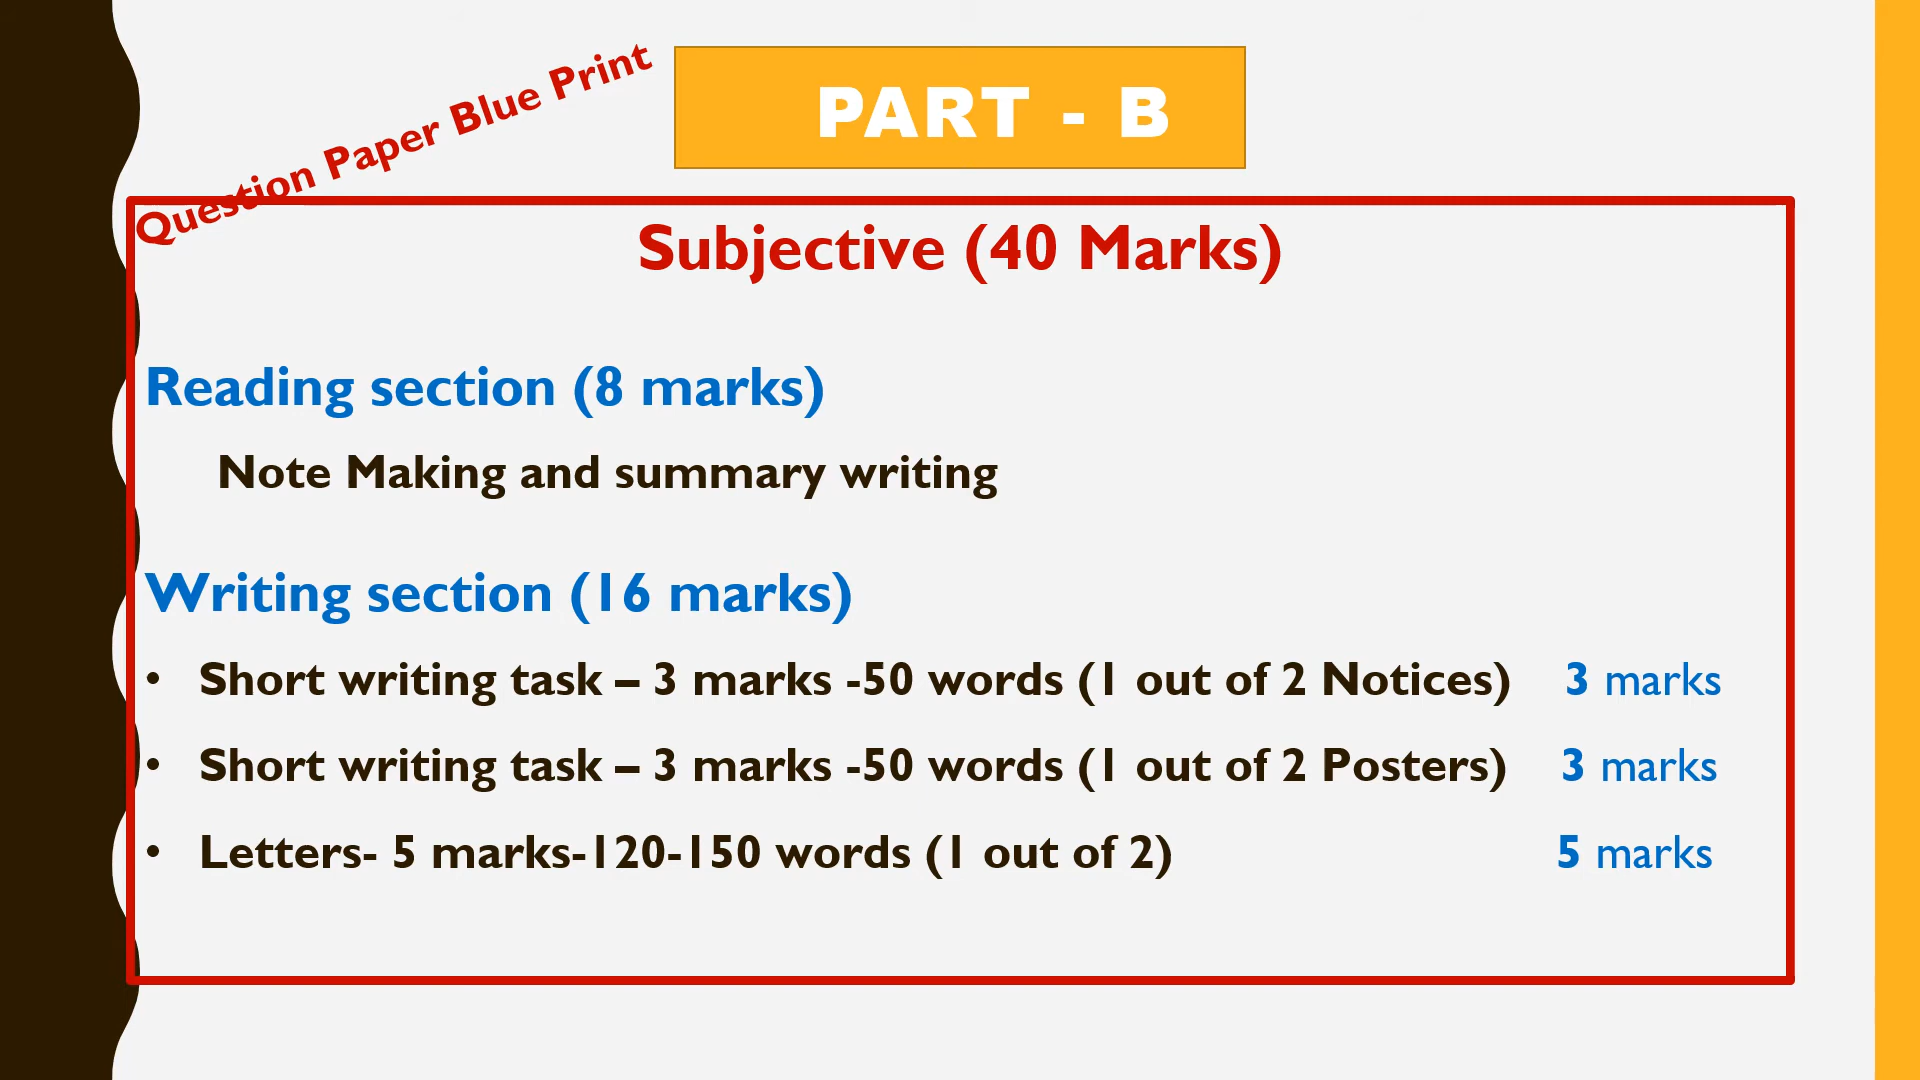 Question Paper Blue Print
PART - B
Subjective (40 Marks)
Reading section (8 marks)
Note Making and summary writing
Writing section (16 marks)
• Short writing task – 3 marks -50 words (1 out of 2 Notices) 3 marks
• Short writing task – 3 marks -50 words (1 out of 2 Posters) 3 marks
• Letters- 5 marks-120-150 words (1 out of 2) 5 marks